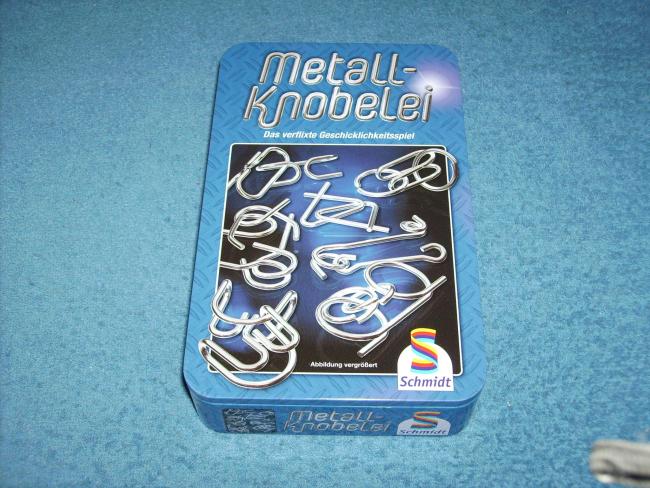 Metall-
Knobelei
Das verflixte Geschicklichkeitsspiel
Abbildung vergrößert
Schmidt
Metall-
Knobelei
Schmidt